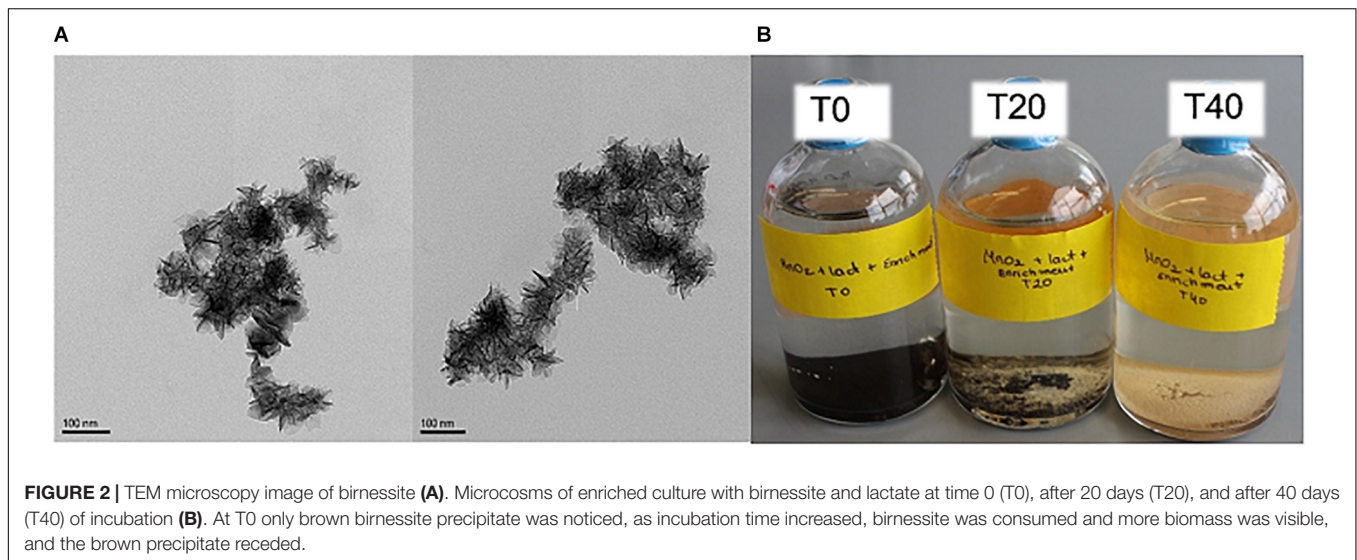 A
B
100 nm
100 nm
T0
T20
T40
MnO2 + lact + Enrichment
T0
MnO2 + lact +
Enrichment
T20
MnO2 + lact +
Enrichment
T40
FIGURE 2 | TEM microscopy image of birnessite (A). Microcosms of enriched culture with birnessite and lactate at time 0 (T0), after 20 days (T20), and after 40 days
(T40) of incubation (B). At T0 only brown birnessite precipitate was noticed, as incubation time increased, birnessite was consumed and more biomass was visible,
and the brown precipitate receded.